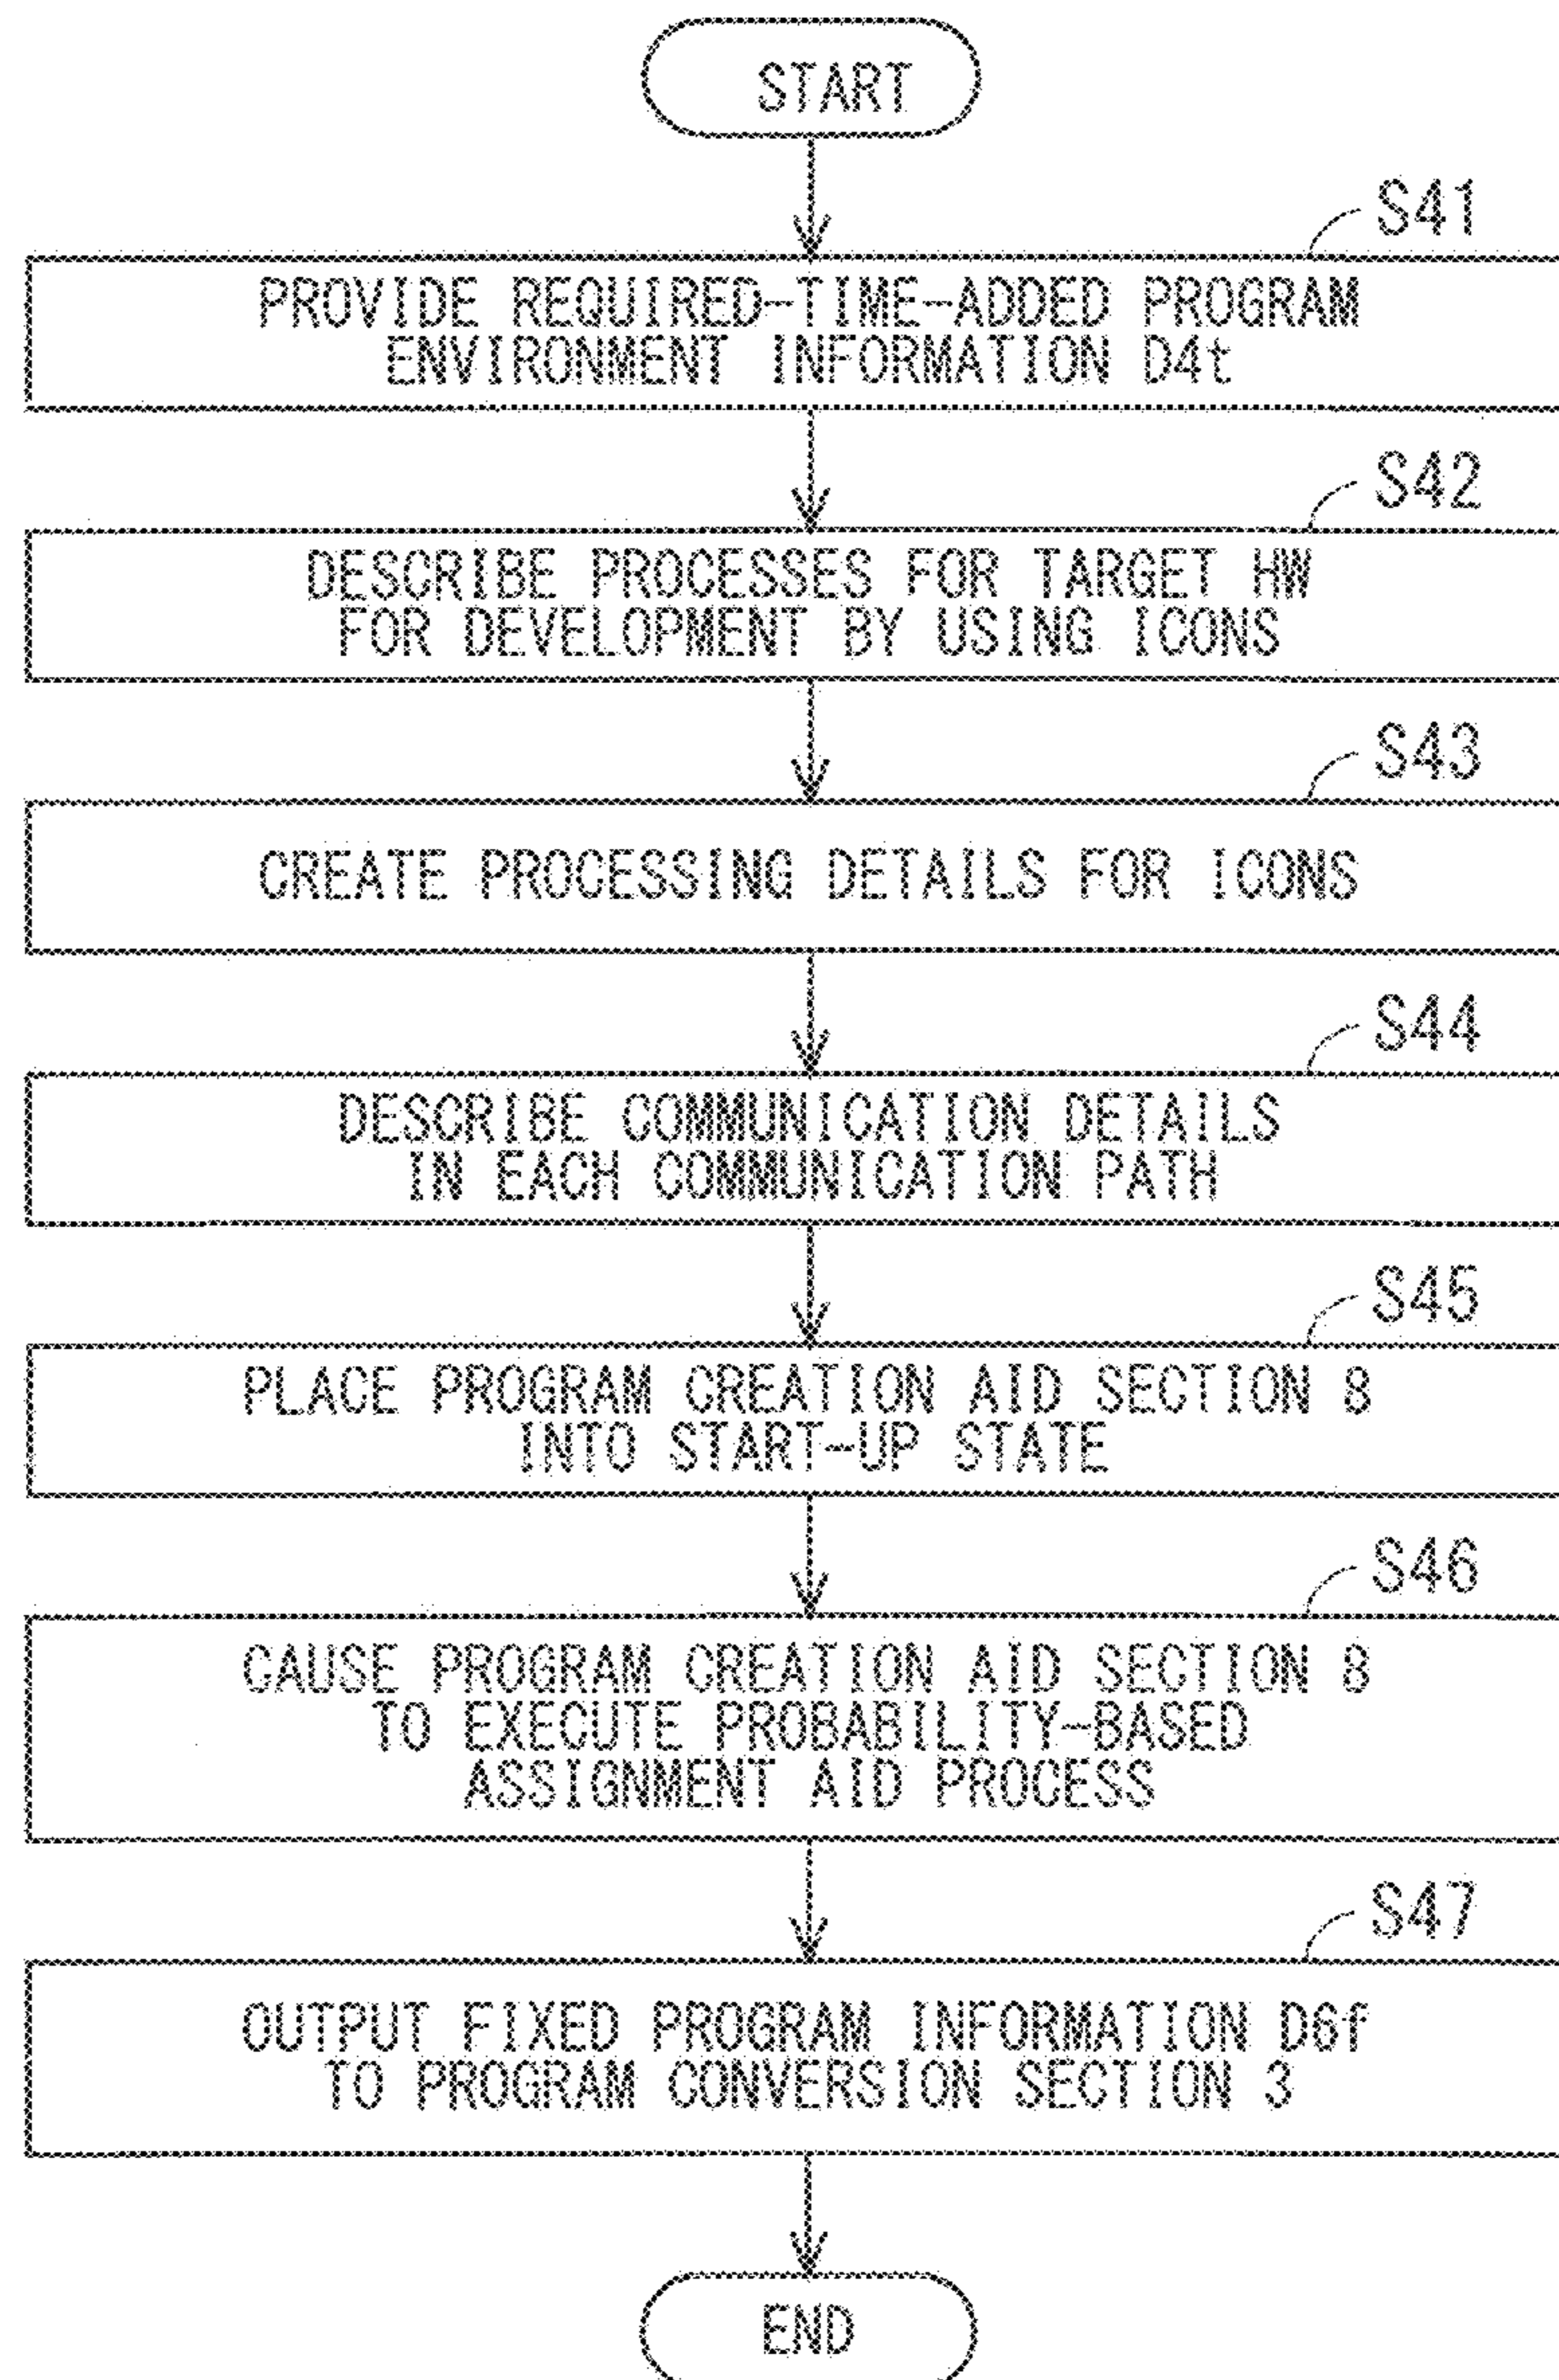 START
S41
PROVIDE REQUIRED-TIME-ADDED PROGRAM
ENVIRONMENT INFORMATION D4t
S42
DESCRIBE PROCESSES FOR TARGET HW
FOR DEVELOPMENT BY USING ICONS
S43
CREATE PROCESSING DETAILS FOR ICONS
S44
DESCRIBE COMMUNICATION DETAILS
IN EACH COMMUNICATION PATH
S45
PLACE PROGRAM CREATION AID SECTION 8
INTO START-UP STATE
S46
CAUSE PROGRAM CREATION AID SECTION 8
TO EXECUTE PROBABILITY-BASED
ASSIGNMENT AID PROCESS
S47
OUTPUT FIXED PROGRAM INFORMATION D6f
TO PROGRAM CONVERSION SECTION 3
END